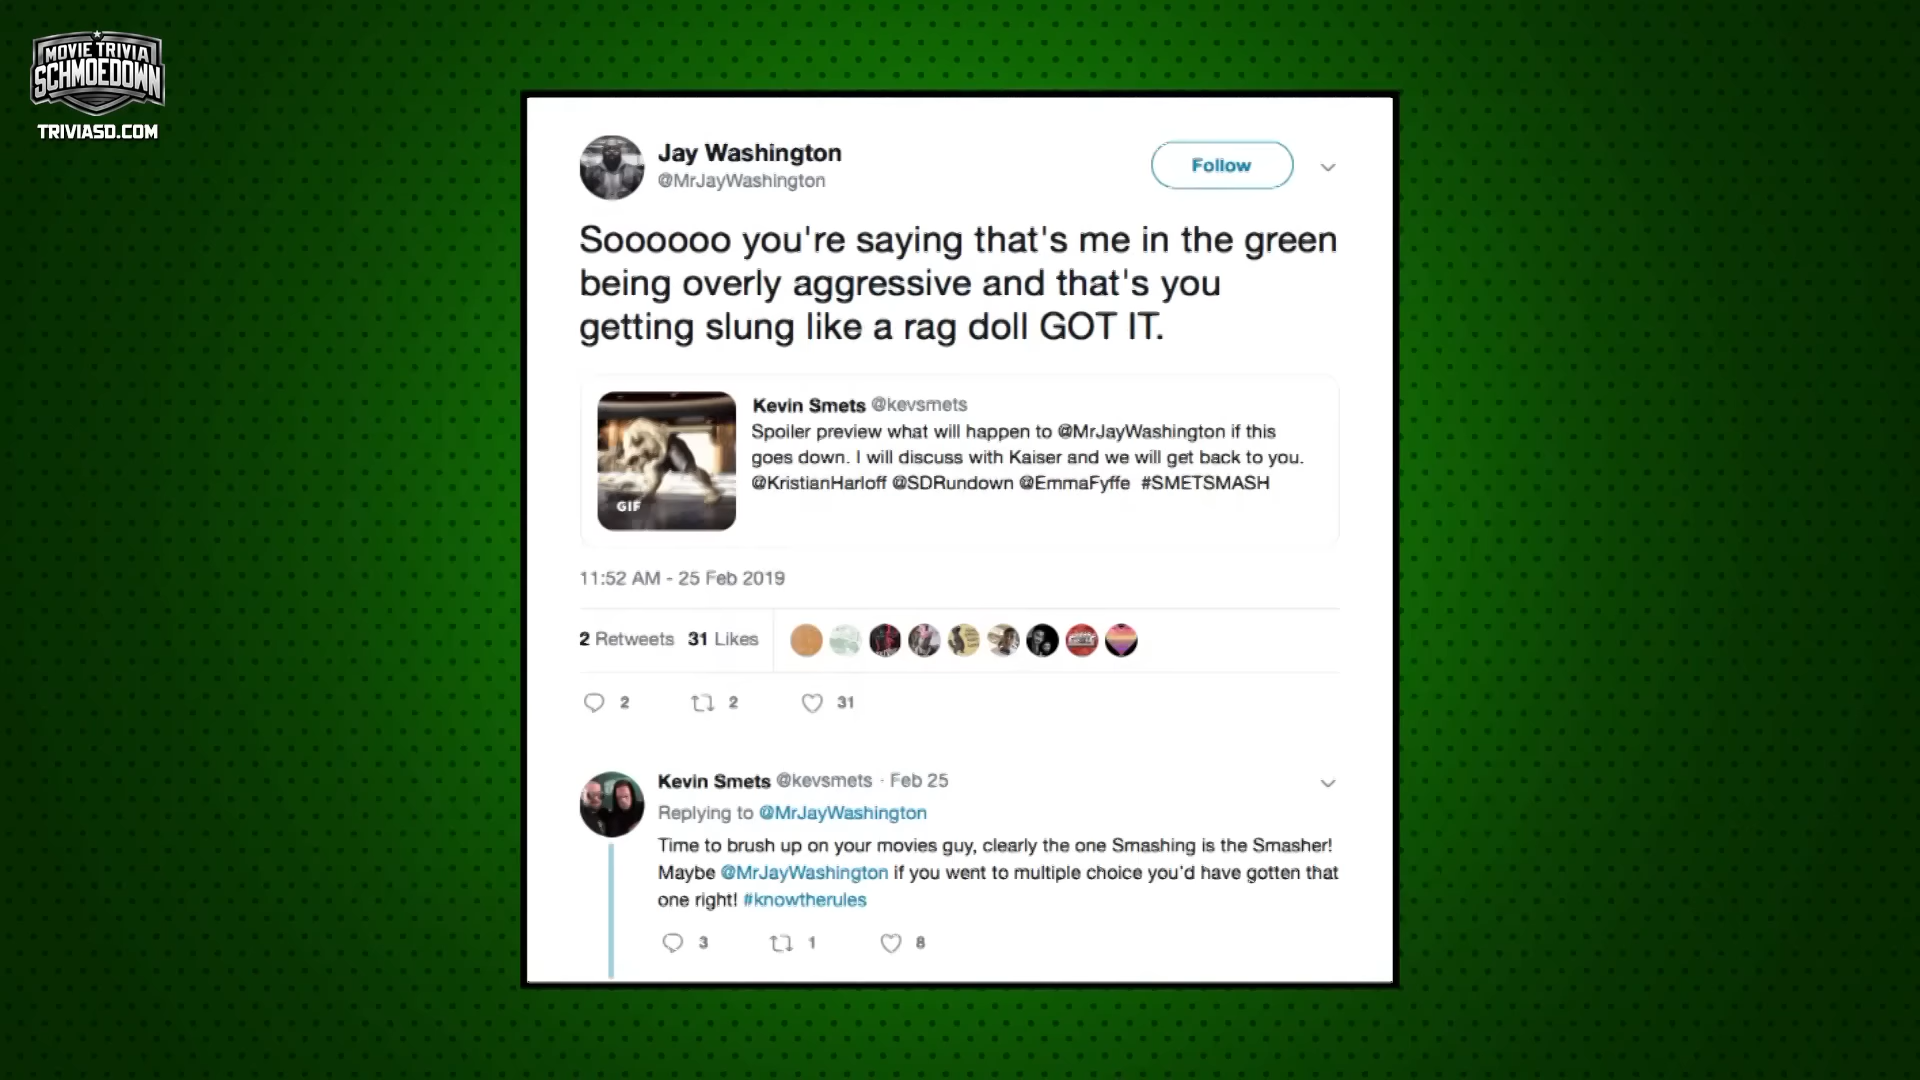 MOVIE TRIVIA
SCHMOEDOWN
TRIVIASD.COM
Jay Washington
@MrJayWashington
Follow
Soooooo you're saying that's me in the green
being overly aggressive and that's you
getting slung like a rag doll GOT IT.
GIF
Kevin Smets @kevsmets
Spoiler preview what will happen to @MrJayWashington if this
goes down. I will discuss with Kaiser and we will get back to you.
@KristianHarloff @SDRundown @EmmaFyffe #SMETSMASH
11:52 AM - 25 Feb 2019
2 Retweets 31 Likes
2 2 31
Kevin Smets @kevsmets · Feb 25
Replying to @MrJayWashington
Time to brush up on your movies guy, clearly the one Smashing is the Smasher!
Maybe @MrJayWashington if you went to multiple choice you'd have gotten that
one right! #knowtherules
3 1 8